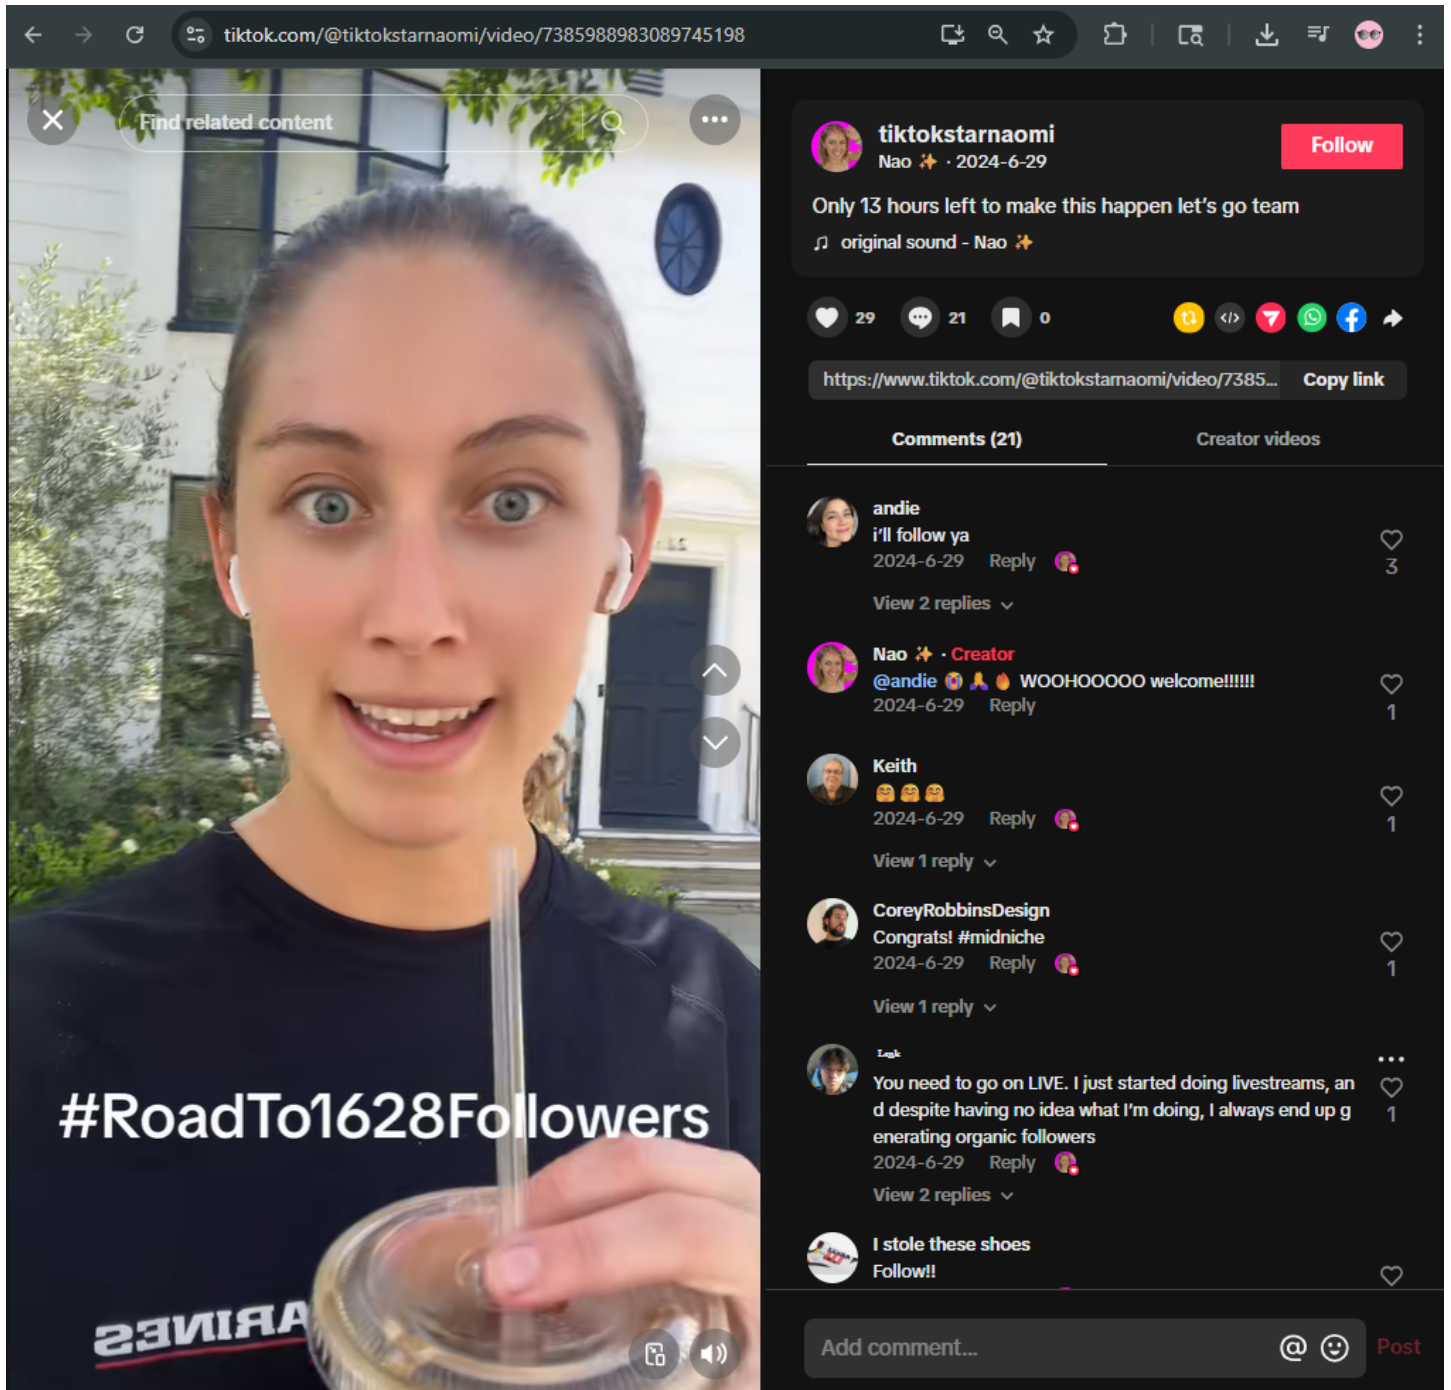 tiktok.com/@tiktokstarnaomi/video/7385988983089745198
Find related content
#RoadTo1628Followers
ARINES
tiktokstarnaomi
Nao ✨ · 2024-6-29
Follow
Only 13 hours left to make this happen let's go team
♫ original sound - Nao ✨
29
21
0
https://www.tiktok.com/@tiktokstarnaomi/video/7385...
Copy link
Comments (21)
Creator videos
andie
i'll follow ya
2024-6-29 Reply
3
View 2 replies
Nao ✨ · Creator
@andie 😭🙏🔥 WOOHOOOOO welcome!!!!!!
2024-6-29 Reply
1
Keith
🤗🤗🤗
2024-6-29 Reply
1
View 1 reply
CoreyRobbinsDesign
Congrats! #midniche
2024-6-29 Reply
1
View 1 reply
You need to go on LIVE. I just started doing livestreams, an
d despite having no idea what I'm doing, I always end up g
enerating organic followers
2024-6-29 Reply
1
View 2 replies
I stole these shoes
Follow!!
Add comment...
Post